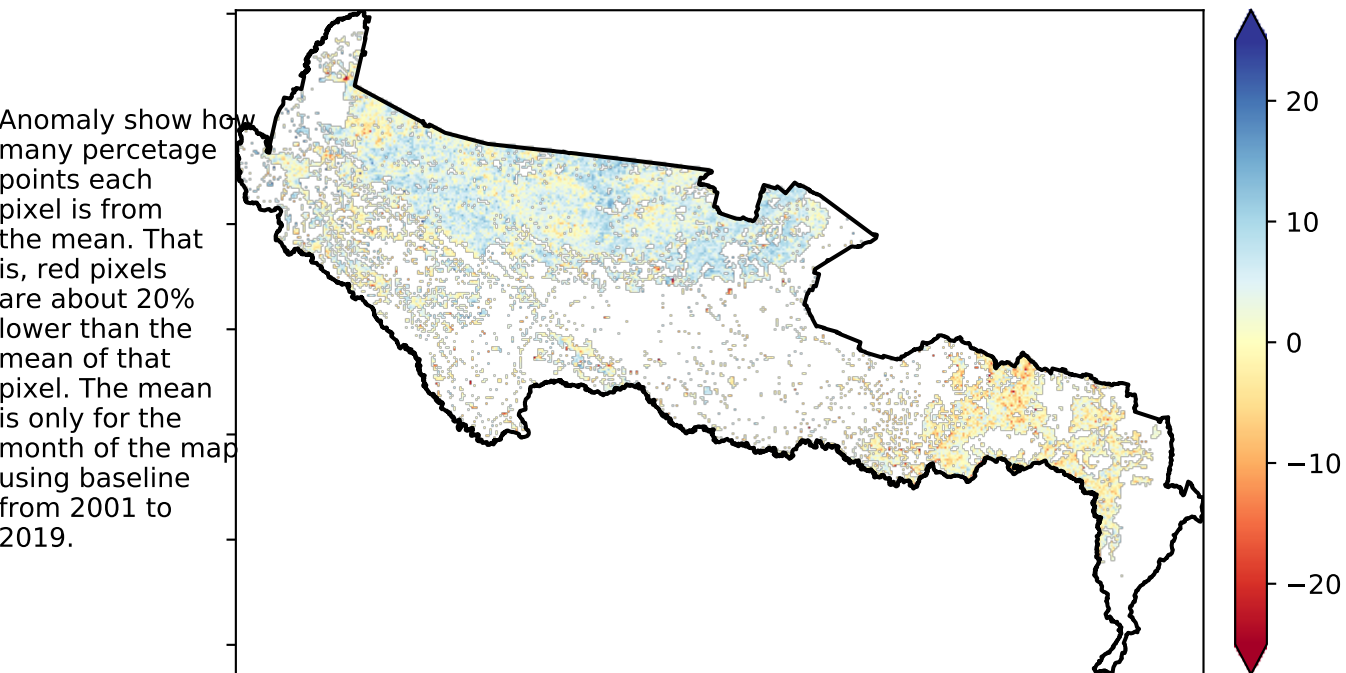 Anomaly show how
many percetage
points each
pixel is from
the mean. That
is, red pixels
are about 20%
lower than the
mean of that
pixel. The mean
is only for the
month of the map
using baseline
from 2001 to
2019.
20
10
0
−10
−20